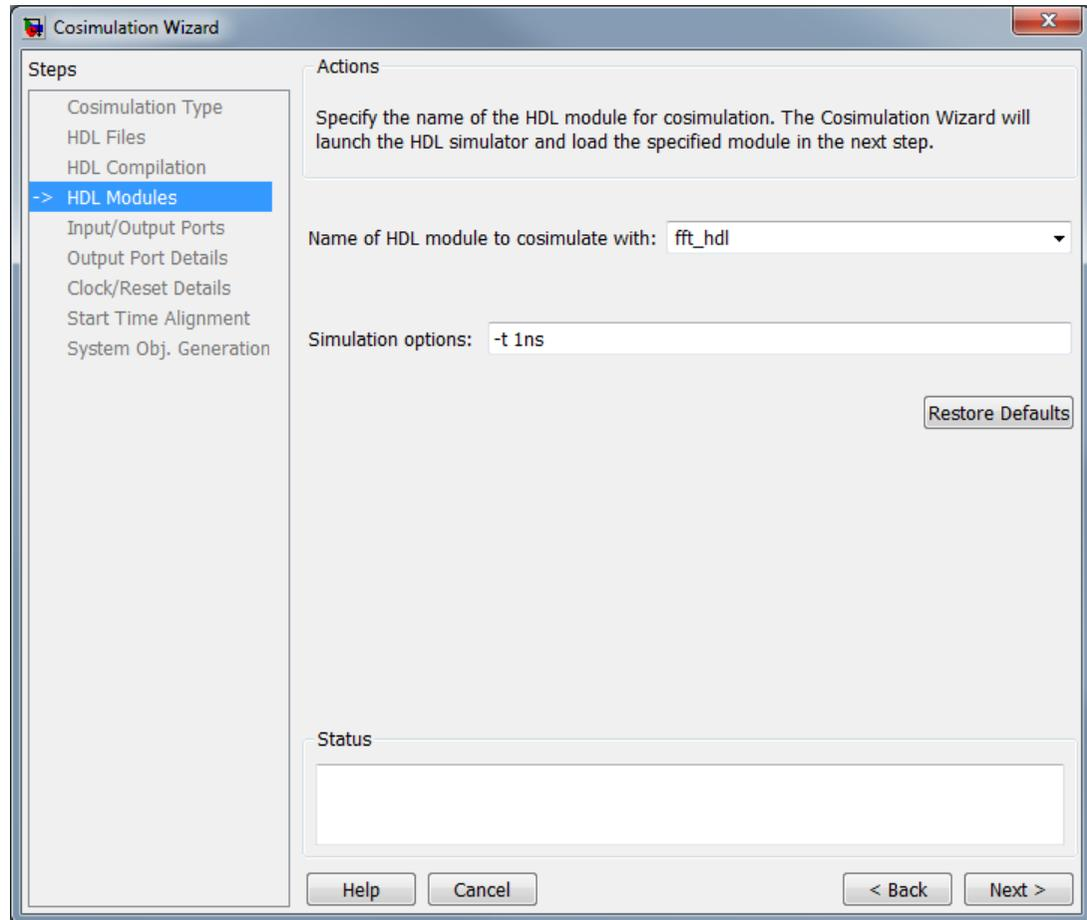 Cosimulation Wizard
x
Steps
Cosimulation Type
HDL Files
HDL Compilation
-> HDL Modules
Input/Output Ports
Output Port Details
Clock/Reset Details
Start Time Alignment
System Obj. Generation
Actions
Specify the name of the HDL module for cosimulation. The Cosimulation Wizard will
launch the HDL simulator and load the specified module in the next step.
Name of HDL module to cosimulate with: fft_hdl
Simulation options: -t 1ns
Restore Defaults
Status
Help Cancel < Back Next >